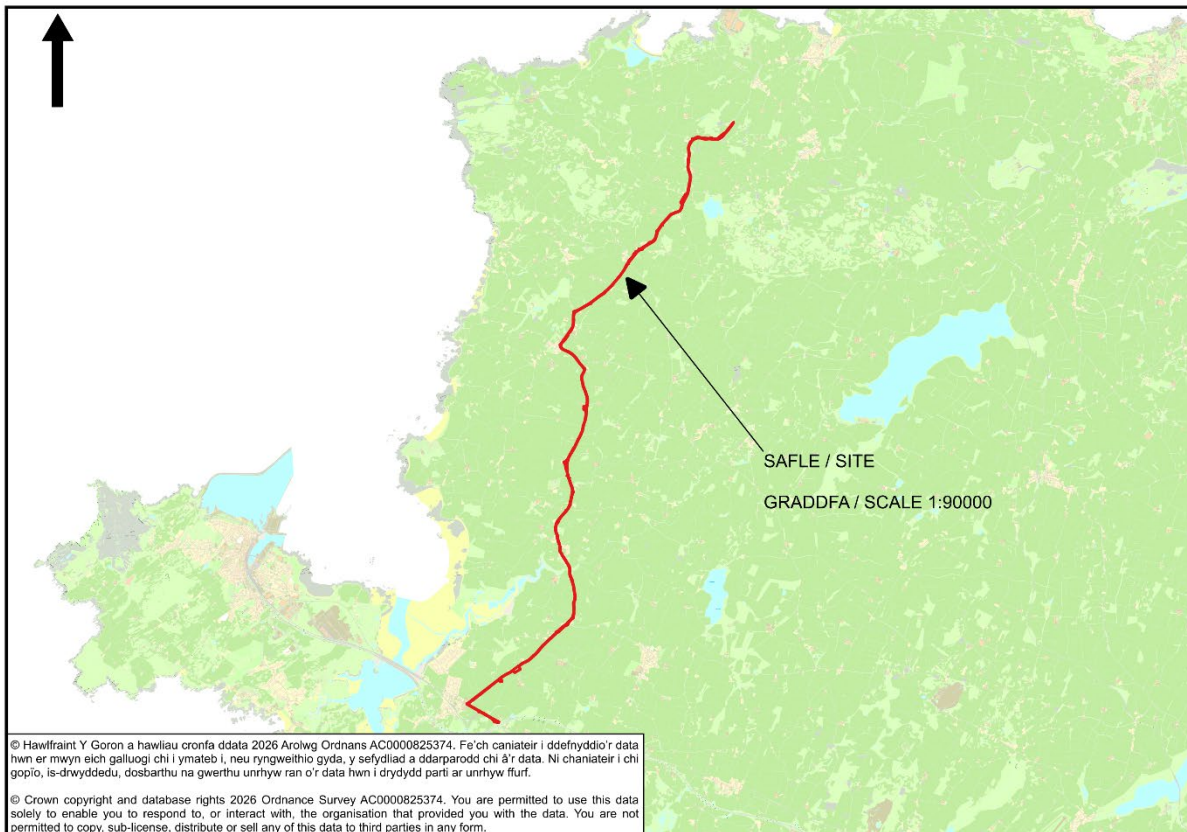 SAFLE / SITE
GRADDFA / SCALE 1:90000
© Hawlfraint Y Goron a hawliau cronfa ddata 2026 Arolwg Ordnans AC0000825374. Fe'ch caniateir i ddefnyddio'r data
hwn er mwyn eich galluogi chi i ymateb i, neu ryngweithio gyda, y sefydliad a ddarparodd chi â'r data. Ni chaniateir i chi
gopïo, is-drwyddedu, dosbarthu na gwerthu unrhyw ran o'r data hwn i drydydd parti ar unrhyw ffurf.
© Crown copyright and database rights 2026 Ordnance Survey AC0000825374. You are permitted to use this data
solely to enable you to respond to, or interact with, the organisation that provided you with the data. You are not
permitted to copy, sub-license, distribute or sell any of this data to third parties in any form.